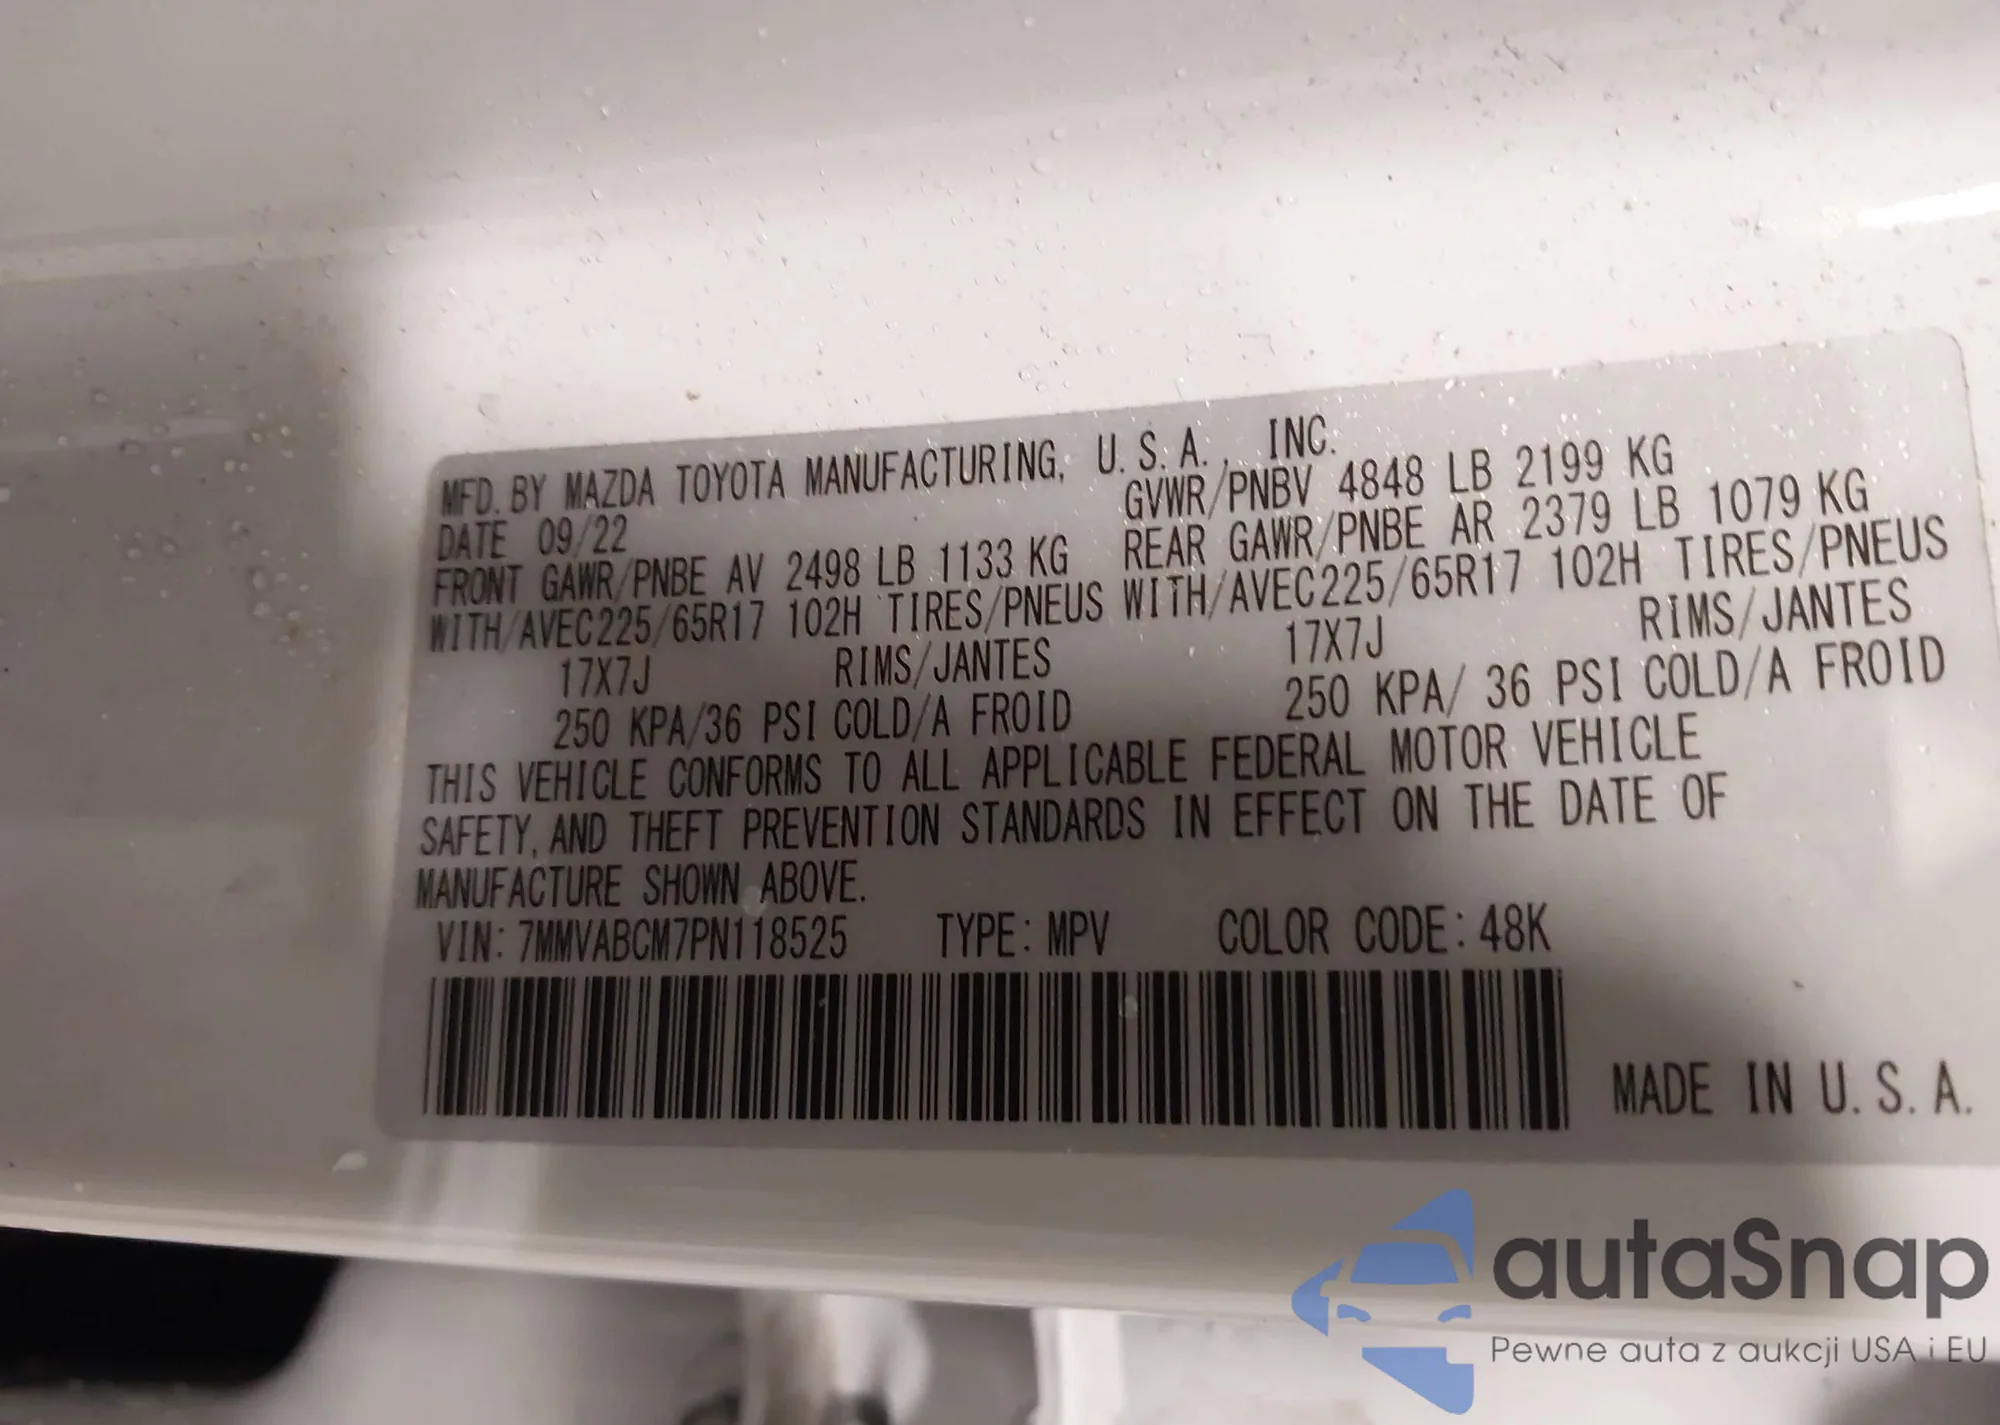 MFD. BY MAZDA TOYOTA MANUFACTURING, U.S.A., INC.
DATE 09/22 GVWR/PNBV 4848 LB 2199 KG
FRONT GAWR/PNBE AV 2498 LB 1133 KG REAR GAWR/PNBE AR 2379 LB 1079 KG
WITH/AVEC225/65R17 102H TIRES/PNEUS WITH/AVEC225/65R17 102H TIRES/PNEUS
17X7J RIMS/JANTES 17X7J RIMS/JANTES
250 KPA/36 PSI COLD/A FROID 250 KPA/ 36 PSI COLD/A FROID
THIS VEHICLE CONFORMS TO ALL APPLICABLE FEDERAL MOTOR VEHICLE
SAFETY, AND THEFT PREVENTION STANDARDS IN EFFECT ON THE DATE OF
MANUFACTURE SHOWN ABOVE.
VIN: 7MMVABCM7PN118525 TYPE: MPV COLOR CODE: 48K
MADE IN U.S.A.
autaSnap
Pewne auta z aukcji USA i EU